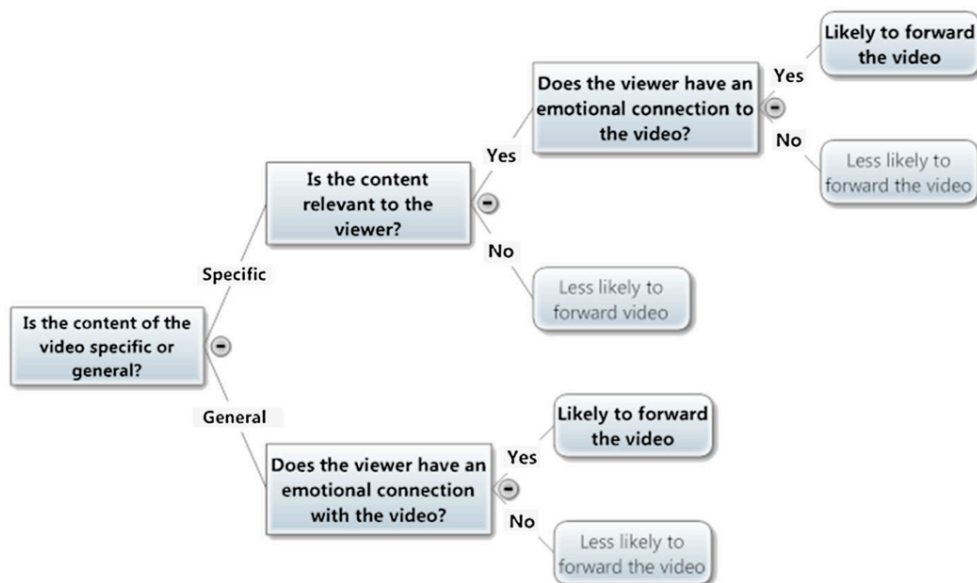 Likely to forward
the video
Yes
Does the viewer have an
emotional connection to
the video?
No
Less likely to
forward the video
Yes
Is the content
relevant to the
viewer?
No
Less likely to
forward video
Specific
Is the content of the
video specific or
general?
General
Likely to forward
the video
Yes
Does the viewer have an
emotional connection
with the video?
No
Less likely to
forward the video